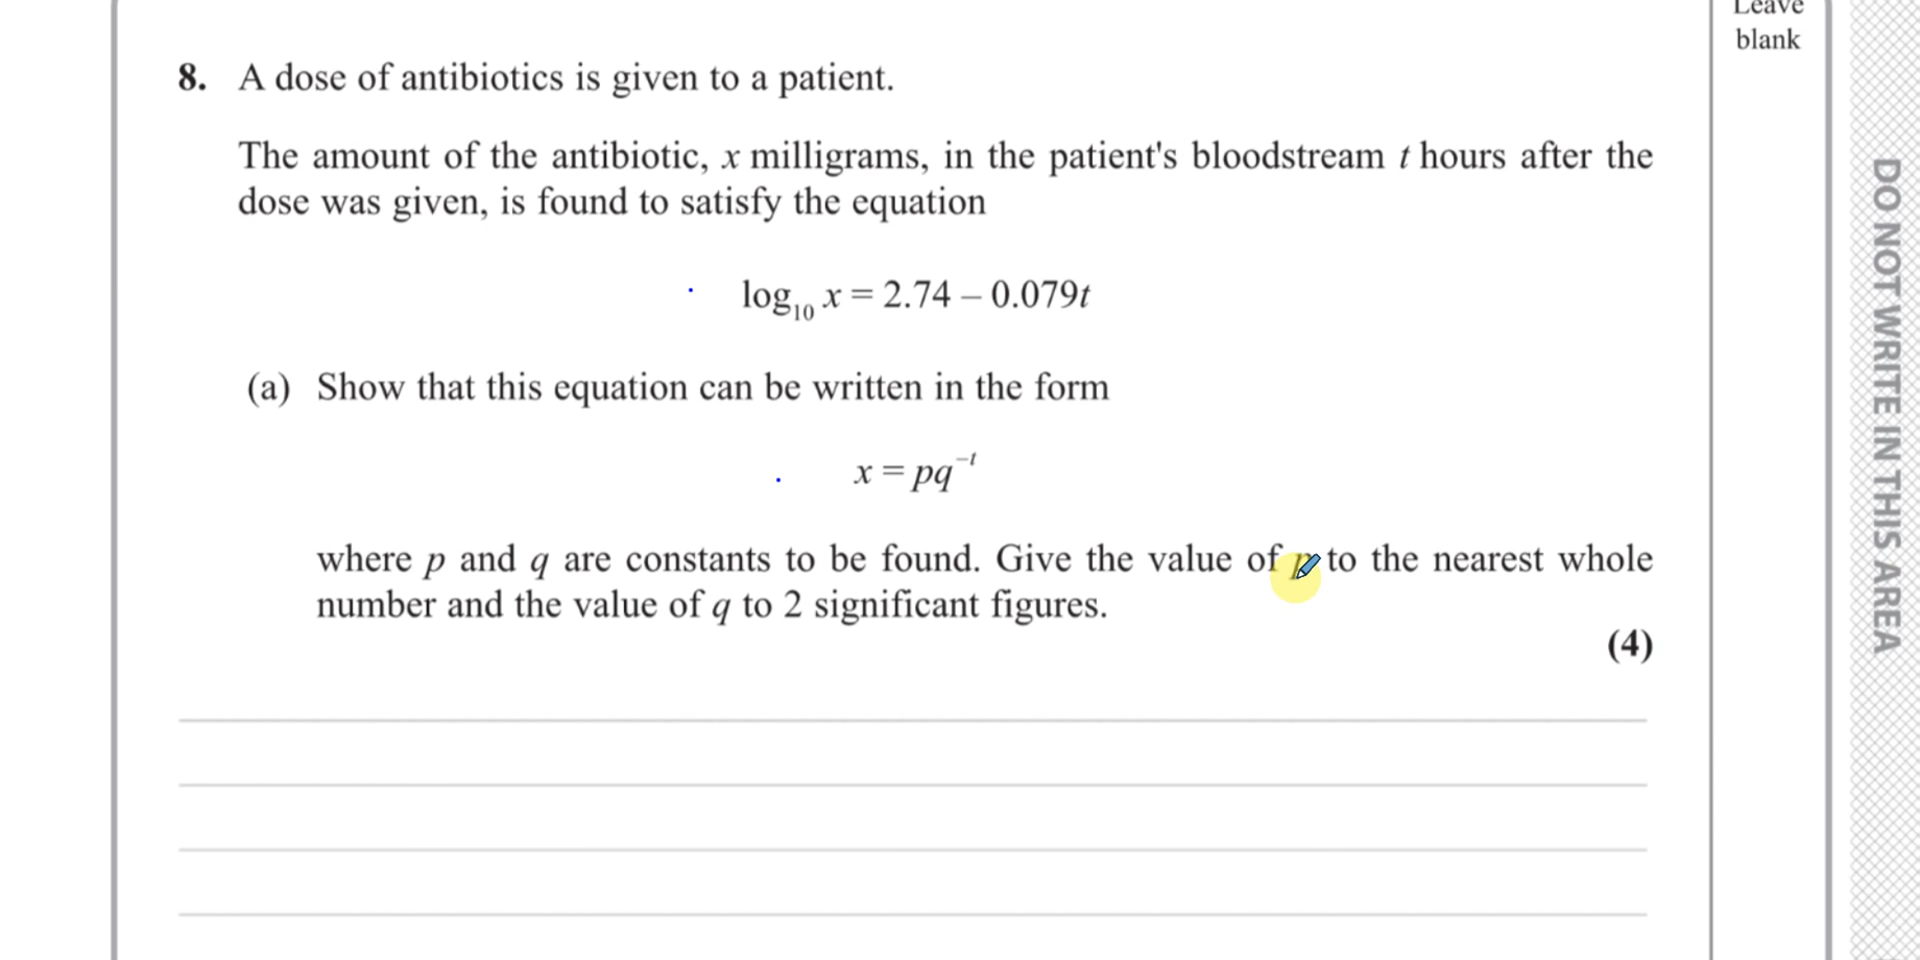 Leave
blank
8. A dose of antibiotics is given to a patient.
The amount of the antibiotic, x milligrams, in the patient's bloodstream t hours after the
dose was given, is found to satisfy the equation
log₁₀ x = 2.74 – 0.079t
(a) Show that this equation can be written in the form
x = pq⁻ᵗ
where p and q are constants to be found. Give the value of to the nearest whole
number and the value of q to 2 significant figures.
(4)
DO NOT WRITE IN THIS AREA